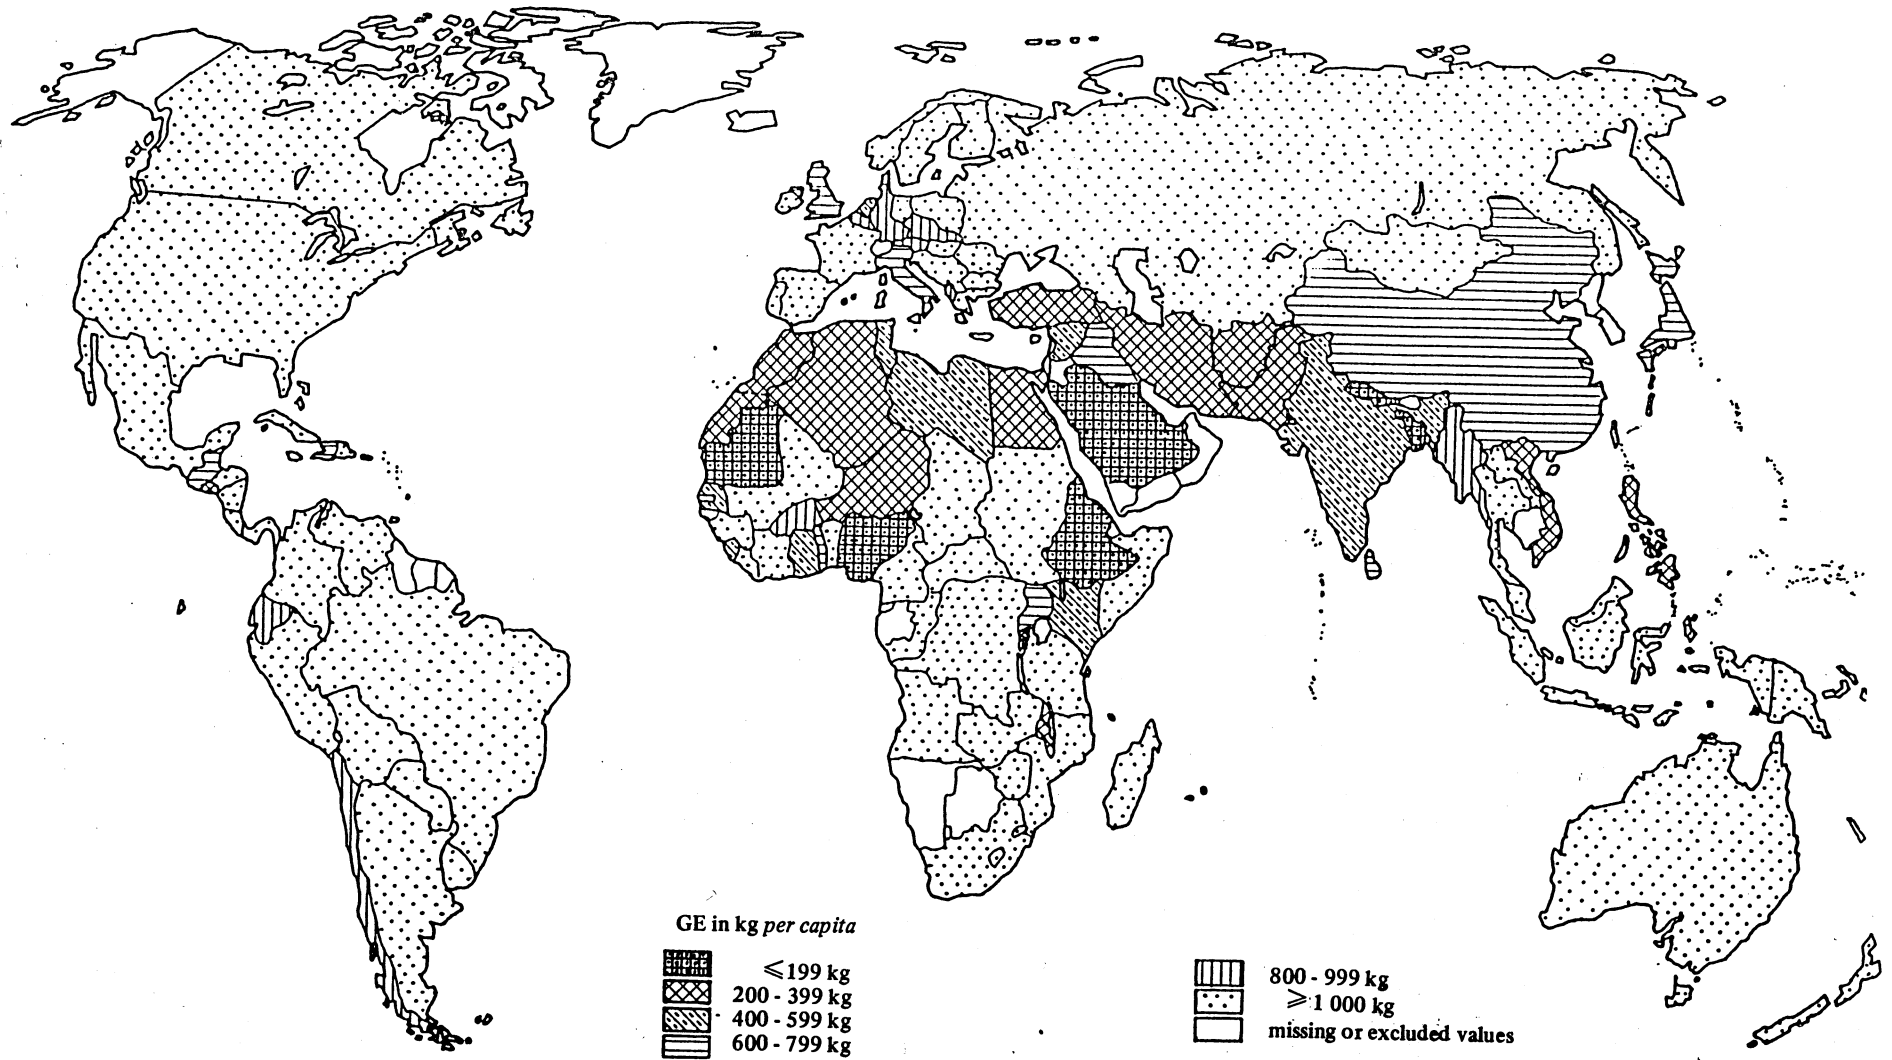 GE in kg per capita
⩽199 kg
200 - 399 kg
400 - 599 kg
600 - 799 kg
800 - 999 kg
⩾1 000 kg
missing or excluded values